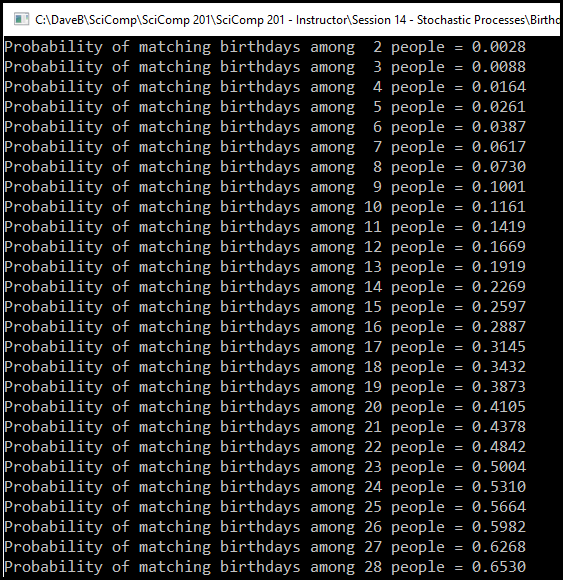 C:\DaveB\SciComp\SciComp 201\SciComp 201 - Instructor\Session 14 - Stochastic Processes\Birthd
Probability of matching birthdays among  2 people = 0.0028
Probability of matching birthdays among  3 people = 0.0088
Probability of matching birthdays among  4 people = 0.0164
Probability of matching birthdays among  5 people = 0.0261
Probability of matching birthdays among  6 people = 0.0387
Probability of matching birthdays among  7 people = 0.0617
Probability of matching birthdays among  8 people = 0.0730
Probability of matching birthdays among  9 people = 0.1001
Probability of matching birthdays among 10 people = 0.1161
Probability of matching birthdays among 11 people = 0.1419
Probability of matching birthdays among 12 people = 0.1669
Probability of matching birthdays among 13 people = 0.1919
Probability of matching birthdays among 14 people = 0.2269
Probability of matching birthdays among 15 people = 0.2597
Probability of matching birthdays among 16 people = 0.2887
Probability of matching birthdays among 17 people = 0.3145
Probability of matching birthdays among 18 people = 0.3432
Probability of matching birthdays among 19 people = 0.3873
Probability of matching birthdays among 20 people = 0.4105
Probability of matching birthdays among 21 people = 0.4378
Probability of matching birthdays among 22 people = 0.4842
Probability of matching birthdays among 23 people = 0.5004
Probability of matching birthdays among 24 people = 0.5310
Probability of matching birthdays among 25 people = 0.5664
Probability of matching birthdays among 26 people = 0.5982
Probability of matching birthdays among 27 people = 0.6268
Probability of matching birthdays among 28 people = 0.6530